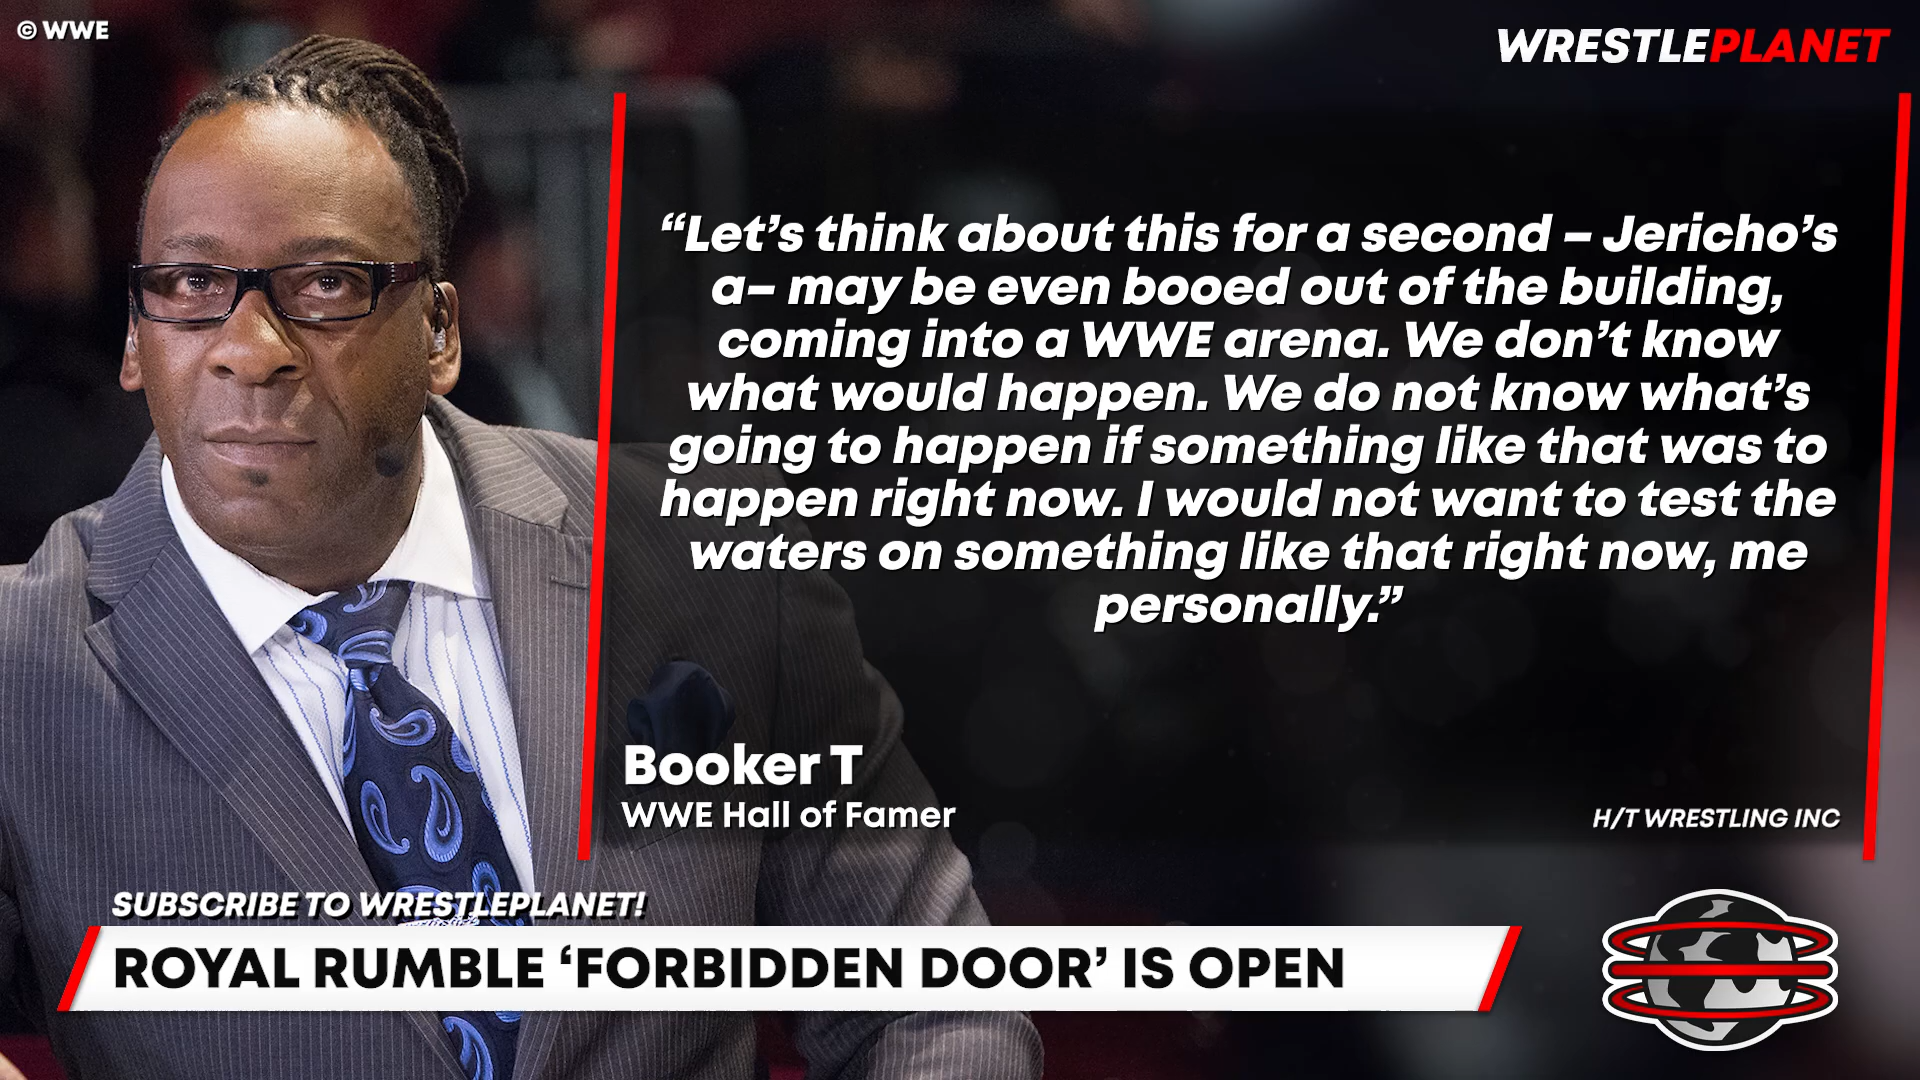 © WWE
WRESTLEPLANET
“Let’s think about this for a second – Jericho’s
a– may be even booed out of the building,
coming into a WWE arena. We don’t know
what would happen. We do not know what’s
going to happen if something like that was to
happen right now. I would not want to test the
waters on something like that right now, me
personally.”
Booker T
WWE Hall of Famer
H/T WRESTLING INC
SUBSCRIBE TO WRESTLEPLANET!
ROYAL RUMBLE ‘FORBIDDEN DOOR’ IS OPEN